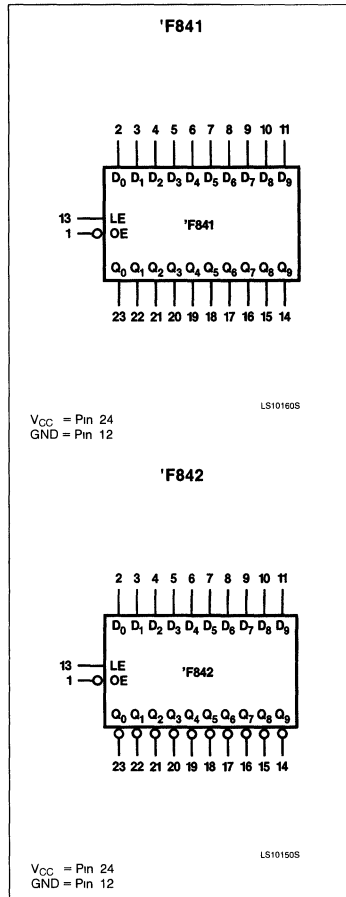 'F841
2 3 4 5 6 7 8 9 10 11
D0 D1 D2 D3 D4 D5 D6 D7 D8 D9
13 LE
'F841
1 OE
Q0 Q1 Q2 Q3 Q4 Q5 Q6 Q7 Q8 Q9
23 22 21 20 19 18 17 16 15 14
LS10160S
VCC = Pin 24
GND = Pin 12
'F842
2 3 4 5 6 7 8 9 10 11
D0 D1 D2 D3 D4 D5 D6 D7 D8 D9
13 LE
'F842
1 OE
Q0 Q1 Q2 Q3 Q4 Q5 Q6 Q7 Q8 Q9
23 22 21 20 19 18 17 16 15 14
LS10150S
VCC = Pin 24
GND = Pin 12